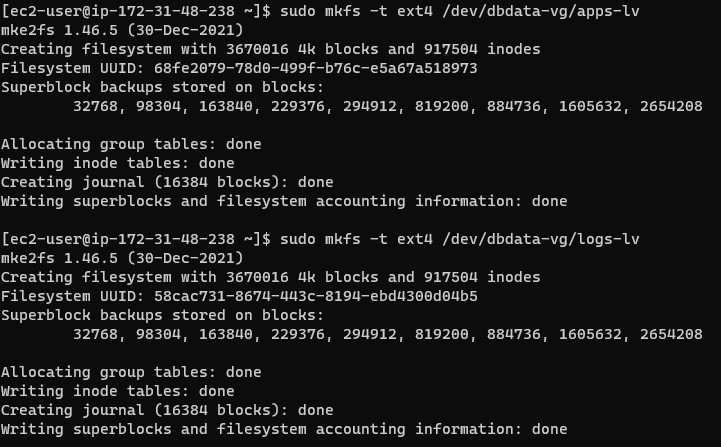 [ec2-user@ip-172-31-48-238 ~]$ sudo mkfs -t ext4 /dev/dbdata-vg/apps-lv
mke2fs 1.46.5 (30-Dec-2021)
Creating filesystem with 3670016 4k blocks and 917504 inodes
Filesystem UUID: 68fe2079-78d0-499f-b76c-e5a67a518973
Superblock backups stored on blocks:
        32768, 98304, 163840, 229376, 294912, 819200, 884736, 1605632, 2654208

Allocating group tables: done
Writing inode tables: done
Creating journal (16384 blocks): done
Writing superblocks and filesystem accounting information: done

[ec2-user@ip-172-31-48-238 ~]$ sudo mkfs -t ext4 /dev/dbdata-vg/logs-lv
mke2fs 1.46.5 (30-Dec-2021)
Creating filesystem with 3670016 4k blocks and 917504 inodes
Filesystem UUID: 58cac731-8674-443c-8194-ebd4300d04b5
Superblock backups stored on blocks:
        32768, 98304, 163840, 229376, 294912, 819200, 884736, 1605632, 2654208

Allocating group tables: done
Writing inode tables: done
Creating journal (16384 blocks): done
Writing superblocks and filesystem accounting information: done